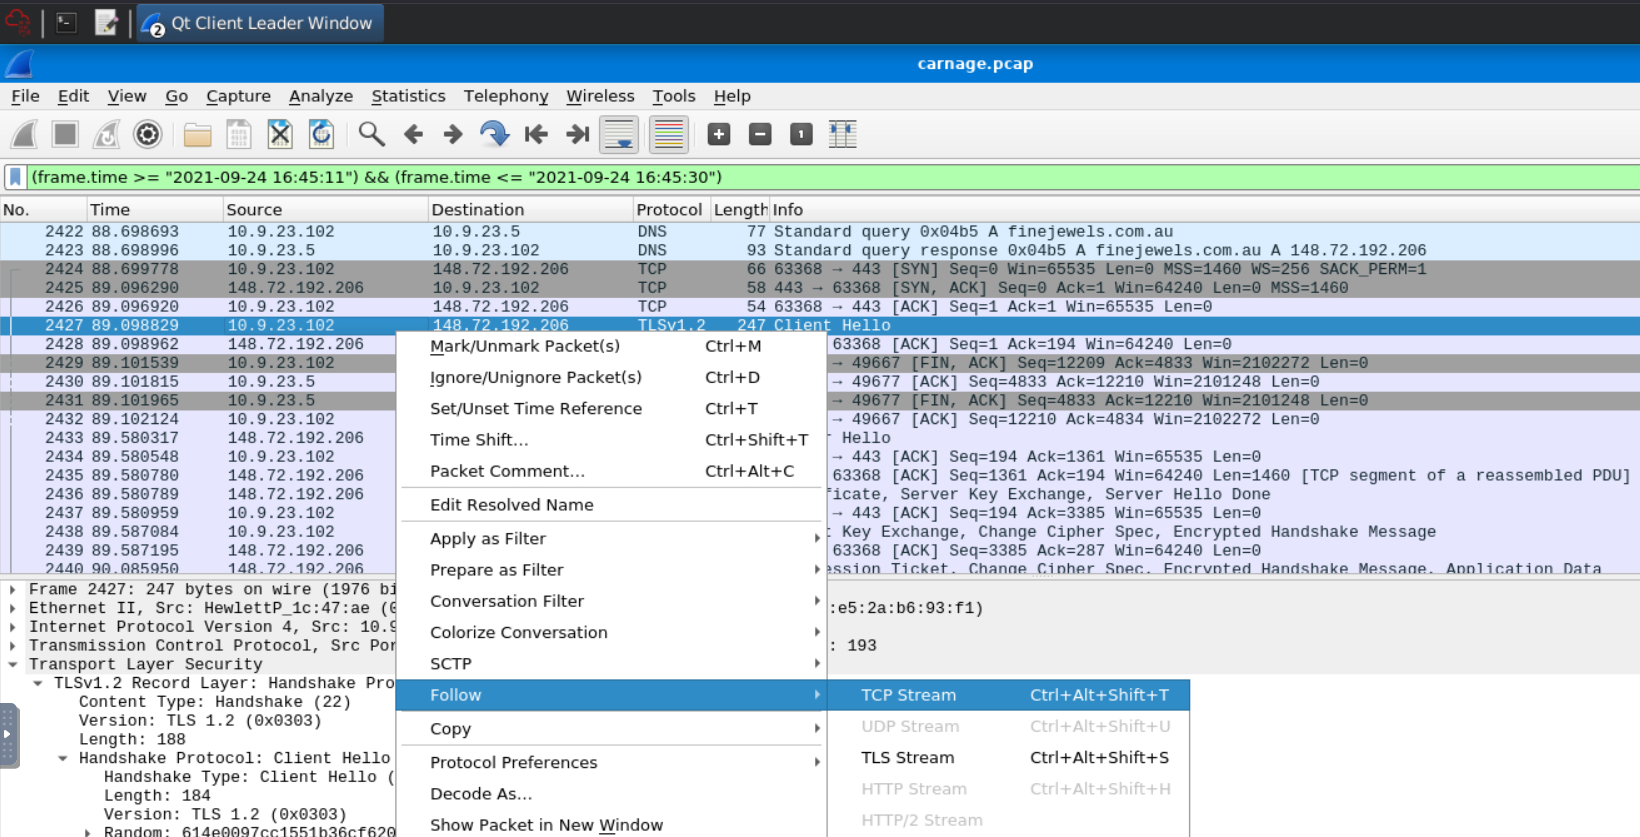 2 Qt Client Leader Window
carnage.pcap
File Edit View Go Capture Analyze Statistics Telephony Wireless Tools Help
(frame.time >= "2021-09-24 16:45:11") && (frame.time <= "2021-09-24 16:45:30")
No. Time Source Destination Protocol Length Info
2422 88.698693 10.9.23.102 10.9.23.5 DNS 77 Standard query 0x04b5 A finejewels.com.au
2423 88.698996 10.9.23.5 10.9.23.102 DNS 93 Standard query response 0x04b5 A finejewels.com.au A 148.72.192.206
2424 88.699778 10.9.23.102 148.72.192.206 TCP 66 63368 → 443 [SYN] Seq=0 Win=65535 Len=0 MSS=1460 WS=256 SACK_PERM=1
2425 89.096290 148.72.192.206 10.9.23.102 TCP 58 443 → 63368 [SYN, ACK] Seq=0 Ack=1 Win=64240 Len=0 MSS=1460
2426 89.096920 10.9.23.102 148.72.192.206 TCP 54 63368 → 443 [ACK] Seq=1 Ack=1 Win=65535 Len=0
2427 89.098829 10.9.23.102 148.72.192.206 TLSv1.2 247 Client Hello
2428 89.098962 148.72.192.206 63368 [ACK] Seq=1 Ack=194 Win=64240 Len=0
2429 89.101539 10.9.23.102 → 49667 [FIN, ACK] Seq=12209 Ack=4833 Win=2102272 Len=0
2430 89.101815 10.9.23.5 → 49677 [ACK] Seq=4833 Ack=12210 Win=2101248 Len=0
2431 89.101965 10.9.23.5 → 49677 [FIN, ACK] Seq=4833 Ack=12210 Win=2101248 Len=0
2432 89.102124 10.9.23.102 → 49667 [ACK] Seq=12210 Ack=4834 Win=2102272 Len=0
2433 89.580317 148.72.192.206 Hello
2434 89.580548 10.9.23.102 → 443 [ACK] Seq=194 Ack=1361 Win=65535 Len=0
2435 89.580780 148.72.192.206 63368 [ACK] Seq=1361 Ack=194 Win=64240 Len=1460 [TCP segment of a reassembled PDU]
2436 89.580789 148.72.192.206 ficate, Server Key Exchange, Server Hello Done
2437 89.580959 10.9.23.102 → 443 [ACK] Seq=194 Ack=3385 Win=65535 Len=0
2438 89.587084 10.9.23.102 Key Exchange, Change Cipher Spec, Encrypted Handshake Message
2439 89.587195 148.72.192.206 63368 [ACK] Seq=3385 Ack=287 Win=64240 Len=0
2440 90.085950 148.72.192.206 ssion Ticket, Change Cipher Spec, Encrypted Handshake Message, Application Data
Mark/Unmark Packet(s) Ctrl+M
Ignore/Unignore Packet(s) Ctrl+D
Set/Unset Time Reference Ctrl+T
Time Shift... Ctrl+Shift+T
Packet Comment... Ctrl+Alt+C
Edit Resolved Name
Apply as Filter
Prepare as Filter
Conversation Filter
Colorize Conversation
SCTP
Follow
Copy
Protocol Preferences
Decode As...
Show Packet in New Window
TCP Stream Ctrl+Alt+Shift+T
UDP Stream Ctrl+Alt+Shift+U
TLS Stream Ctrl+Alt+Shift+S
HTTP Stream Ctrl+Alt+Shift+H
HTTP/2 Stream
Frame 2427: 247 bytes on wire (1976 bi
Ethernet II, Src: HewlettP_1c:47:ae (0 :e5:2a:b6:93:f1)
Internet Protocol Version 4, Src: 10.9
Transmission Control Protocol, Src Por : 193
Transport Layer Security
TLSv1.2 Record Layer: Handshake Pro
Content Type: Handshake (22)
Version: TLS 1.2 (0x0303)
Length: 188
Handshake Protocol: Client Hello
Handshake Type: Client Hello (
Length: 184
Version: TLS 1.2 (0x0303)
Random: 614e0097cc1551b36cf620